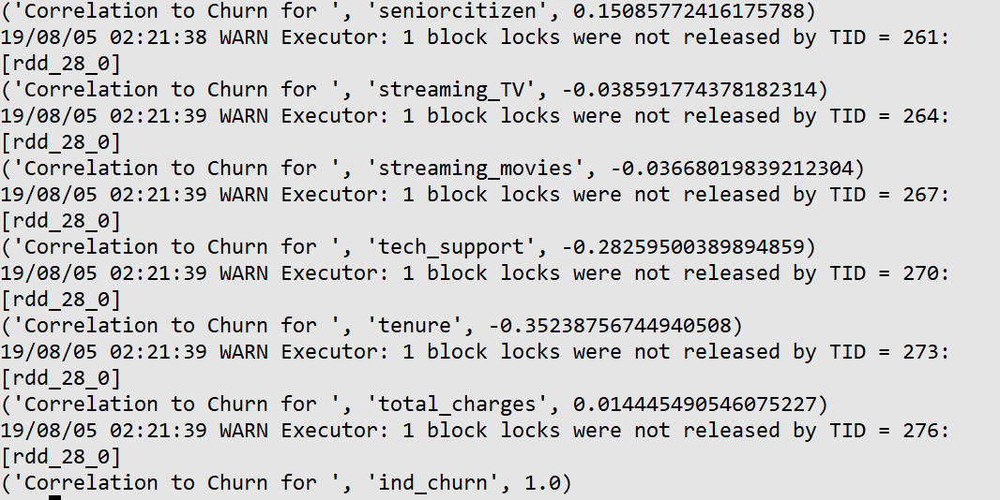 ('Correlation to Churn for ', 'seniorcitizen', 0.15085772416175788)
19/08/05 02:21:38 WARN Executor: 1 block locks were not released by TID = 261:
[rdd_28_0]
('Correlation to Churn for ', 'streaming_TV', -0.038591774378182314)
19/08/05 02:21:39 WARN Executor: 1 block locks were not released by TID = 264:
[rdd_28_0]
('Correlation to Churn for ', 'streaming_movies', -0.03668019839212304)
19/08/05 02:21:39 WARN Executor: 1 block locks were not released by TID = 267:
[rdd_28_0]
('Correlation to Churn for ', 'tech_support', -0.28259500389894859)
19/08/05 02:21:39 WARN Executor: 1 block locks were not released by TID = 270:
[rdd_28_0]
('Correlation to Churn for ', 'tenure', -0.35238756744940508)
19/08/05 02:21:39 WARN Executor: 1 block locks were not released by TID = 273:
[rdd_28_0]
('Correlation to Churn for ', 'total_charges', 0.014445490546075227)
19/08/05 02:21:39 WARN Executor: 1 block locks were not released by TID = 276:
[rdd_28_0]
('Correlation to Churn for ', 'ind_churn', 1.0)